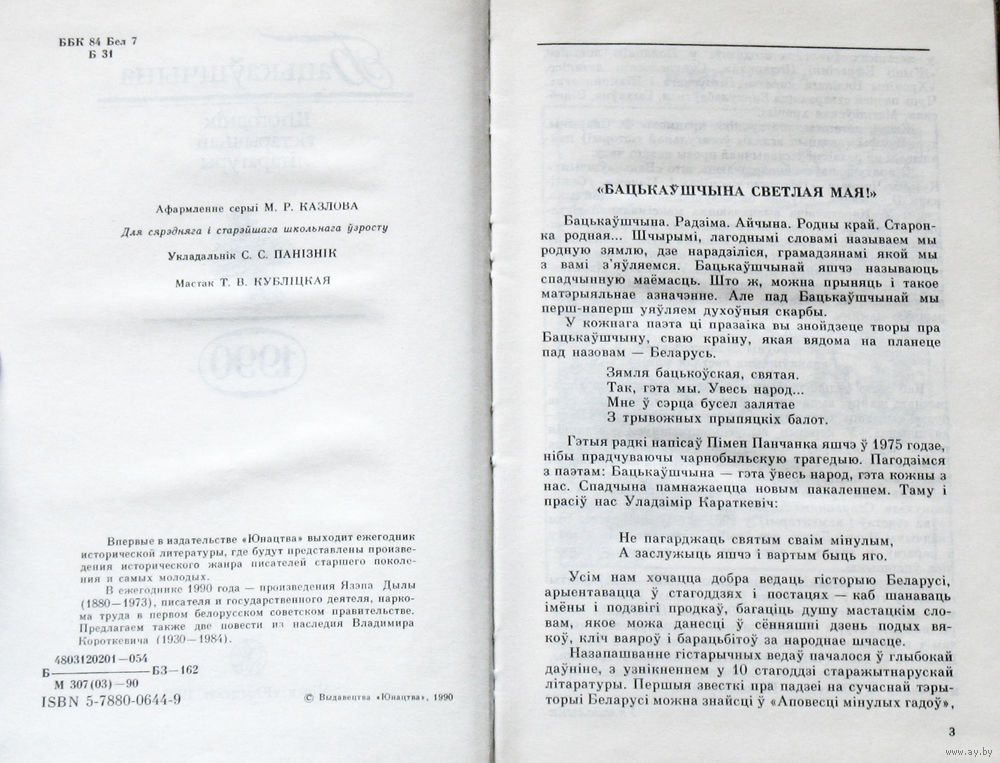 ББК 84 Бел 7
Б 31
Афармленне серыі М. Р. КАЗЛОВА
Для сярэдняга і старэйшага школьнага ўзросту
Укладальнік С. С. ПАНІЗНІК
Мастак Т. В. КУБЛІЦКАЯ
Впервые в издательстве «Юнацтва» выходит ежегодник
исторической литературы, где будут представлены произве-
дения исторического жанра писателей старшего поколе-
ния и самых молодых.
В ежегоднике 1990 года — произведения Язэпа Дылы
(1880—1973), писателя и государственного деятеля, нарко-
ма труда в первом белорусском советском правительстве.
Предлагаем также две повести из наследия Владимира
Короткевича (1930—1984).
4803120201—054
Б————БЗ—162
М 307(03)—90
ISBN 5-7880-0644-9
© Выдавецтва «Юнацтва», 1990
«БАЦЬКАЎШЧЫНА СВЕТЛАЯ МАЯ!»
Бацькаўшчына. Радзіма. Айчына. Родны край. Старон-
ка родная... Шчырымі, лагоднымі словамі называем мы
родную зямлю, дзе нарадзіліся, грамадзянамі якой мы
з вамі з'яўляемся. Бацькаўшчынай яшчэ называюць
спадчынную маёмасць. Што ж, можна прыняць і такое
матэрыяльнае азначэнне. Але пад Бацькаўшчынай мы
перш-наперш уяўляем духоўныя скарбы.
У кожнага паэта ці празаіка вы знойдзеце творы пра
Бацькаўшчыну, сваю краіну, якая вядома на планеце
пад назовам — Беларусь.
Зямля бацькоўская, святая.
Так, гэта мы. Увесь народ...
Мне ў сэрца бусел залятае
З трывожных прыпяцкіх балот.
Гэтыя радкі напісаў Пімен Панчанка яшчэ ў 1975 годзе,
нібы прадчуваючы чарнобыльскую трагедыю. Пагодзімся
з паэтам: Бацькаўшчына — гэта ўвесь народ, гэта кожны з
нас. Спадчына памнажаецца новым пакаленнем. Таму і
прасіў нас Уладзімір Караткевіч:
Не пагарджаць святым сваім мінулым,
А заслужыць яшчэ і вартым быць яго.
Усім нам хочацца добра ведаць гісторыю Беларусі,
арыентавацца ў стагоддзях і постацях — каб шанаваць
імёны і подзвігі продкаў, багаціць душу мастацкім сло-
вам, якое можа данесці ў сённяшні дзень подых вя-
коў, кліч ваяроў і барацьбітоў за народнае шчасце.
Назапашванне гістарычных ведаў пачалося ў глыбокай
даўніне, з узнікненнем у 10 стагоддзі старажытнарускай
літаратуры. Першыя звесткі пра падзеі на сучаснай тэры-
торыі Беларусі можна знайсці ў «Аповесці мінулых гадоў»,
3
www.ay.by